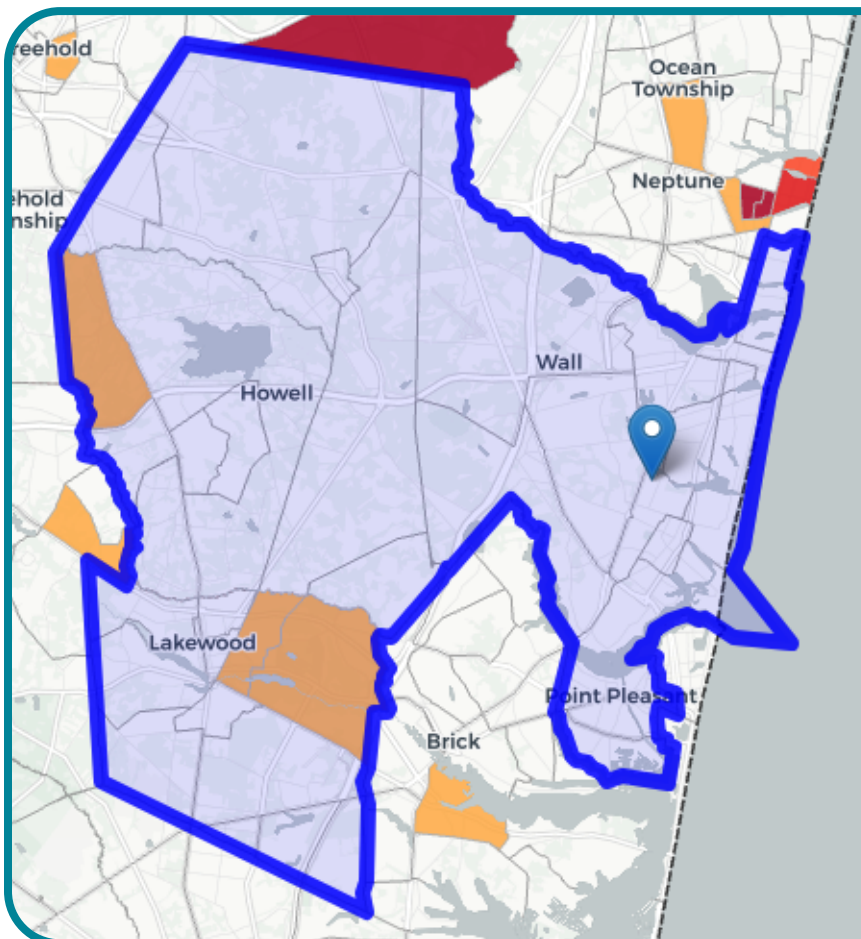 reehold
Ocean
Township
Neptune
ehold
nship
Wall
Howell
Lakewood
Point Pleasant
Brick